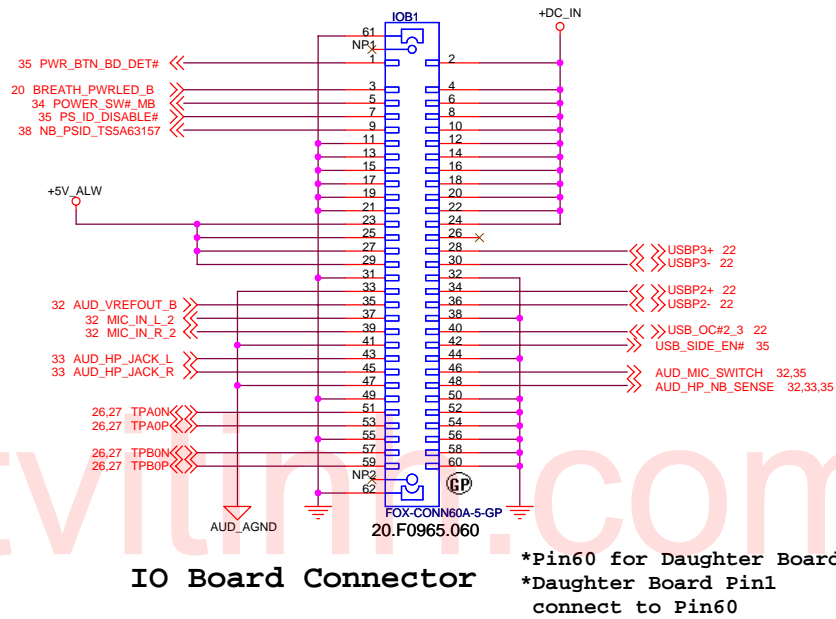 IOB1
+DC_IN
61
NP1
35 PWR_BTN_BD_DET# 1 2
20 BREATH_PWRLED_B 3 4
34 POWER_SW#_MB 5 6
35 PS_ID_DISABLE# 7 8
38 NB_PSID_TS5A63157 9 10
11 12
13 14
15 16
17 18
+5V_ALW 19 20
21 22
23 24
25 26
27 28 USBP3+ 22
29 30 USBP3- 22
31 32
33 34 USBP2+ 22
32 AUD_VREFOUT_B 35 36 USBP2- 22
32 MIC_IN_L_2 37 38
32 MIC_IN_R_2 39 40 USB_OC#2_3 22
41 42 USB_SIDE_EN# 35
33 AUD_HP_JACK_L 43 44
33 AUD_HP_JACK_R 45 46 AUD_MIC_SWITCH 32,35
47 48 AUD_HP_NB_SENSE 32,33,35
49 50
26,27 TPA0N 51 52
26,27 TPA0P 53 54
55 56
26,27 TPB0N 57 58
26,27 TPB0P 59 60
NP2
62
GP
AUD_AGND
FOX-CONN60A-5-GP
20.F0965.060
tvitinh.com
IO Board Connector
*Pin60 for Daughter Board
*Daughter Board Pin1
connect to Pin60